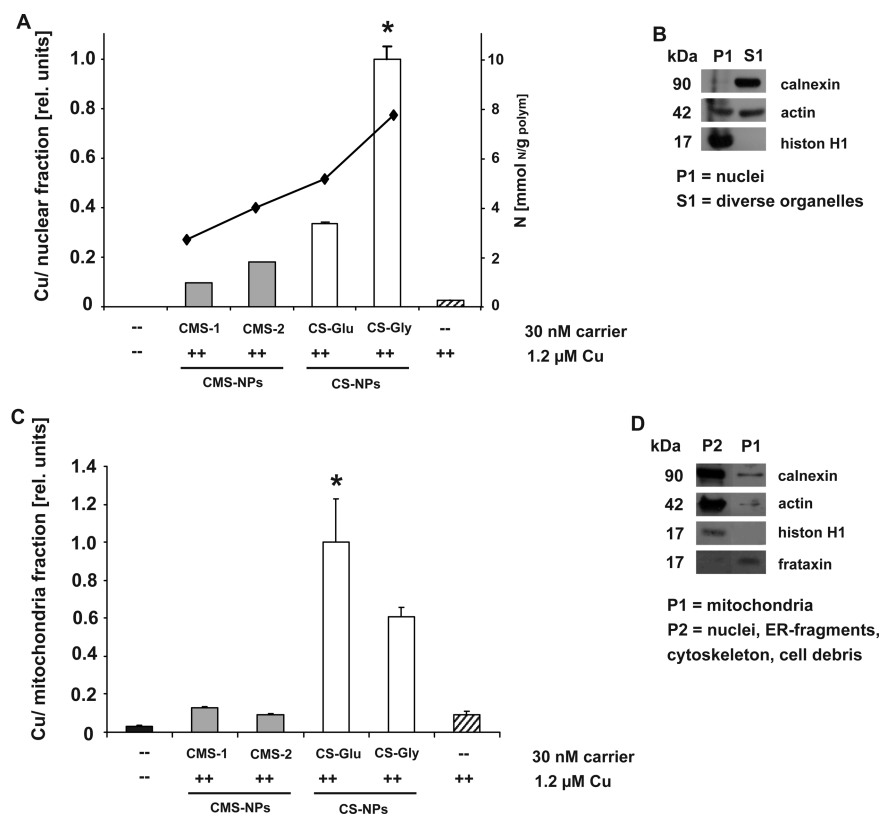 A
Cu/ nuclear fraction [rel. units]
1.0
0.8
0.6
0.4
0.2
0
*
10
8
6
4
2
0
N [mmol N/g polym]
-- CMS-1 CMS-2 CS-Glu CS-Gly -- 30 nM carrier
-- ++ ++ ++ ++ ++ 1.2 µM Cu
CMS-NPs CS-NPs
B
kDa P1 S1
90 calnexin
42 actin
17 histon H1
P1 = nuclei
S1 = diverse organelles
C
Cu/ mitochondria fraction [rel. units]
1.4
1.2
1.0
0.8
0.6
0.4
0.2
0
*
-- CMS-1 CMS-2 CS-Glu CS-Gly -- 30 nM carrier
-- ++ ++ ++ ++ ++ 1.2 µM Cu
CMS-NPs CS-NPs
D
kDa P2 P1
90 calnexin
42 actin
17 histon H1
17 frataxin
P1 = mitochondria
P2 = nuclei, ER-fragments,
cytoskeleton, cell debris